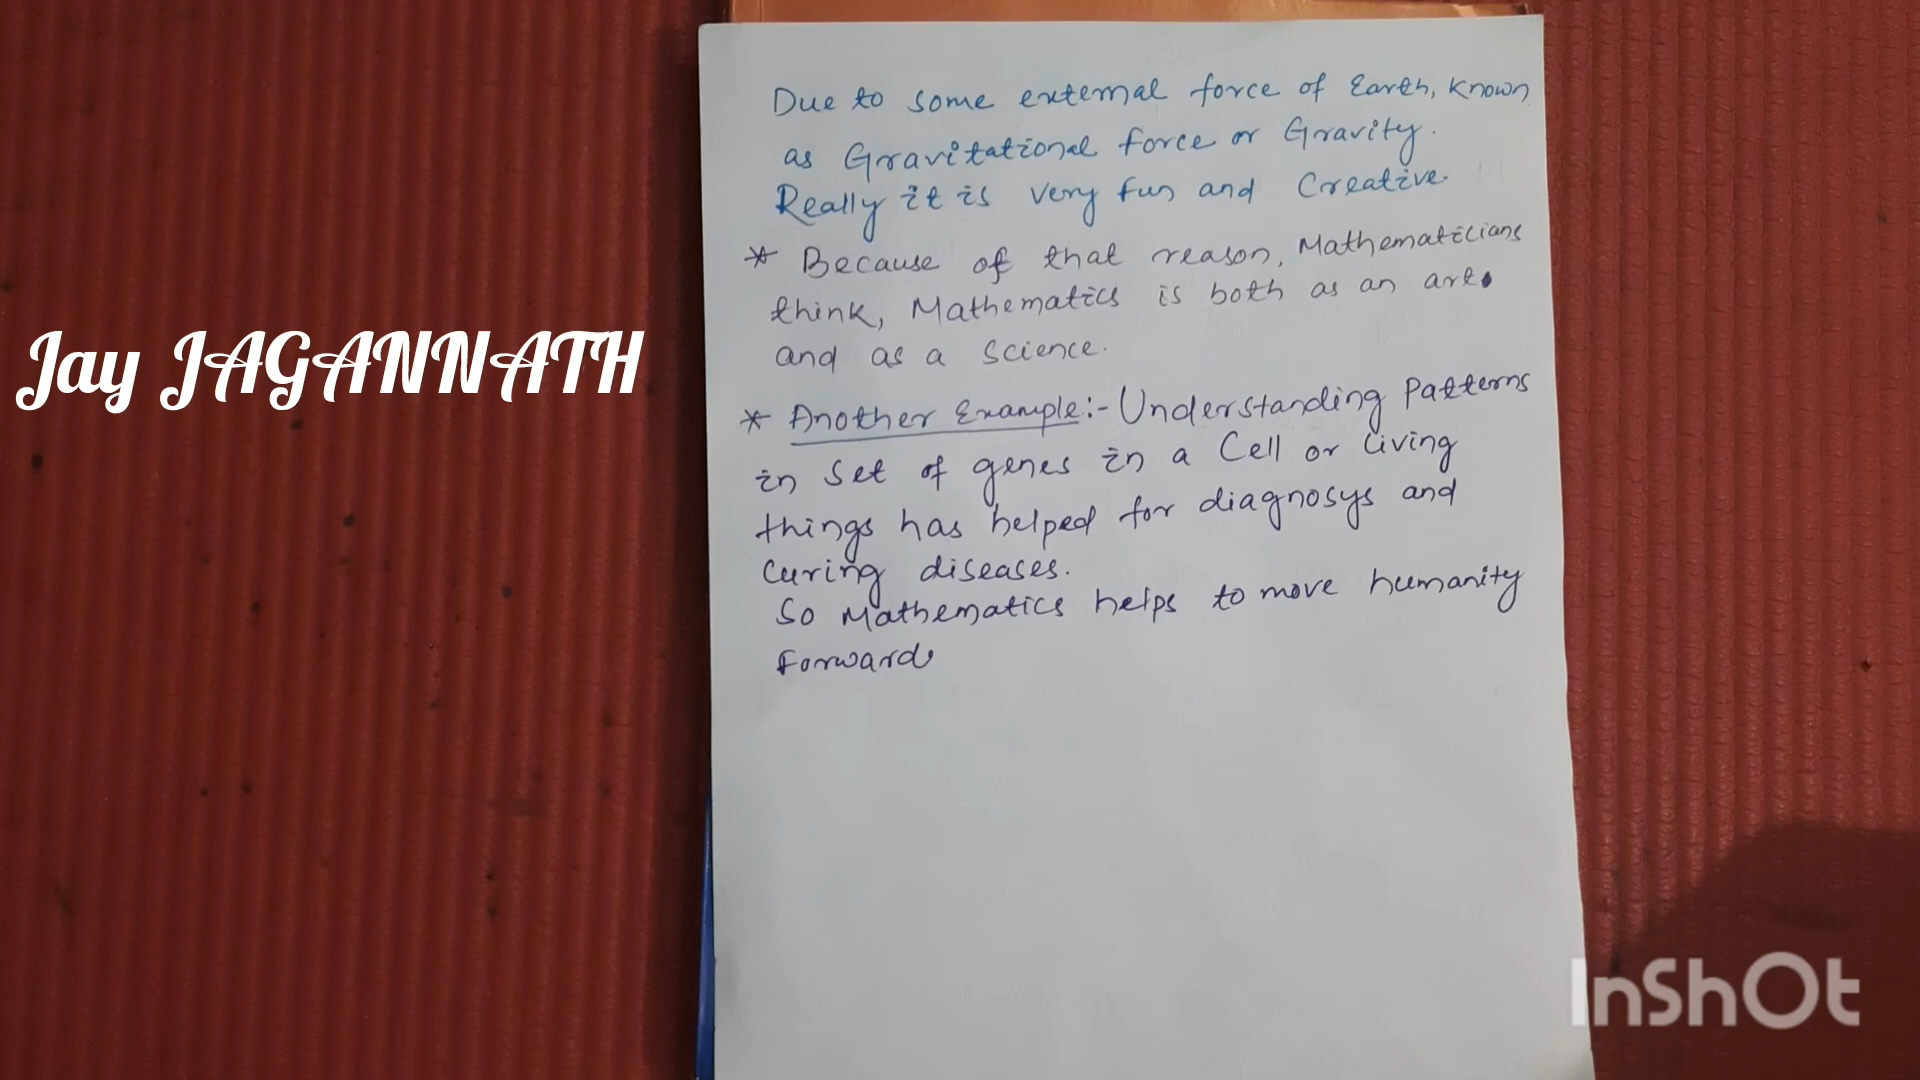 Due to some external force of Earth, known
as Gravitational force or Gravity.
Really it is very fun and Creative.
* Because of that reason, Mathematicians
think, Mathematics is both as an art.
and as a science.
* Another Example:- Understanding Patterns
in set of genes in a Cell or living
things has helped for diagnosys and
curing diseases.
So Mathematics helps to move humanity
forward.
Jay JAGANNATH
InShOt